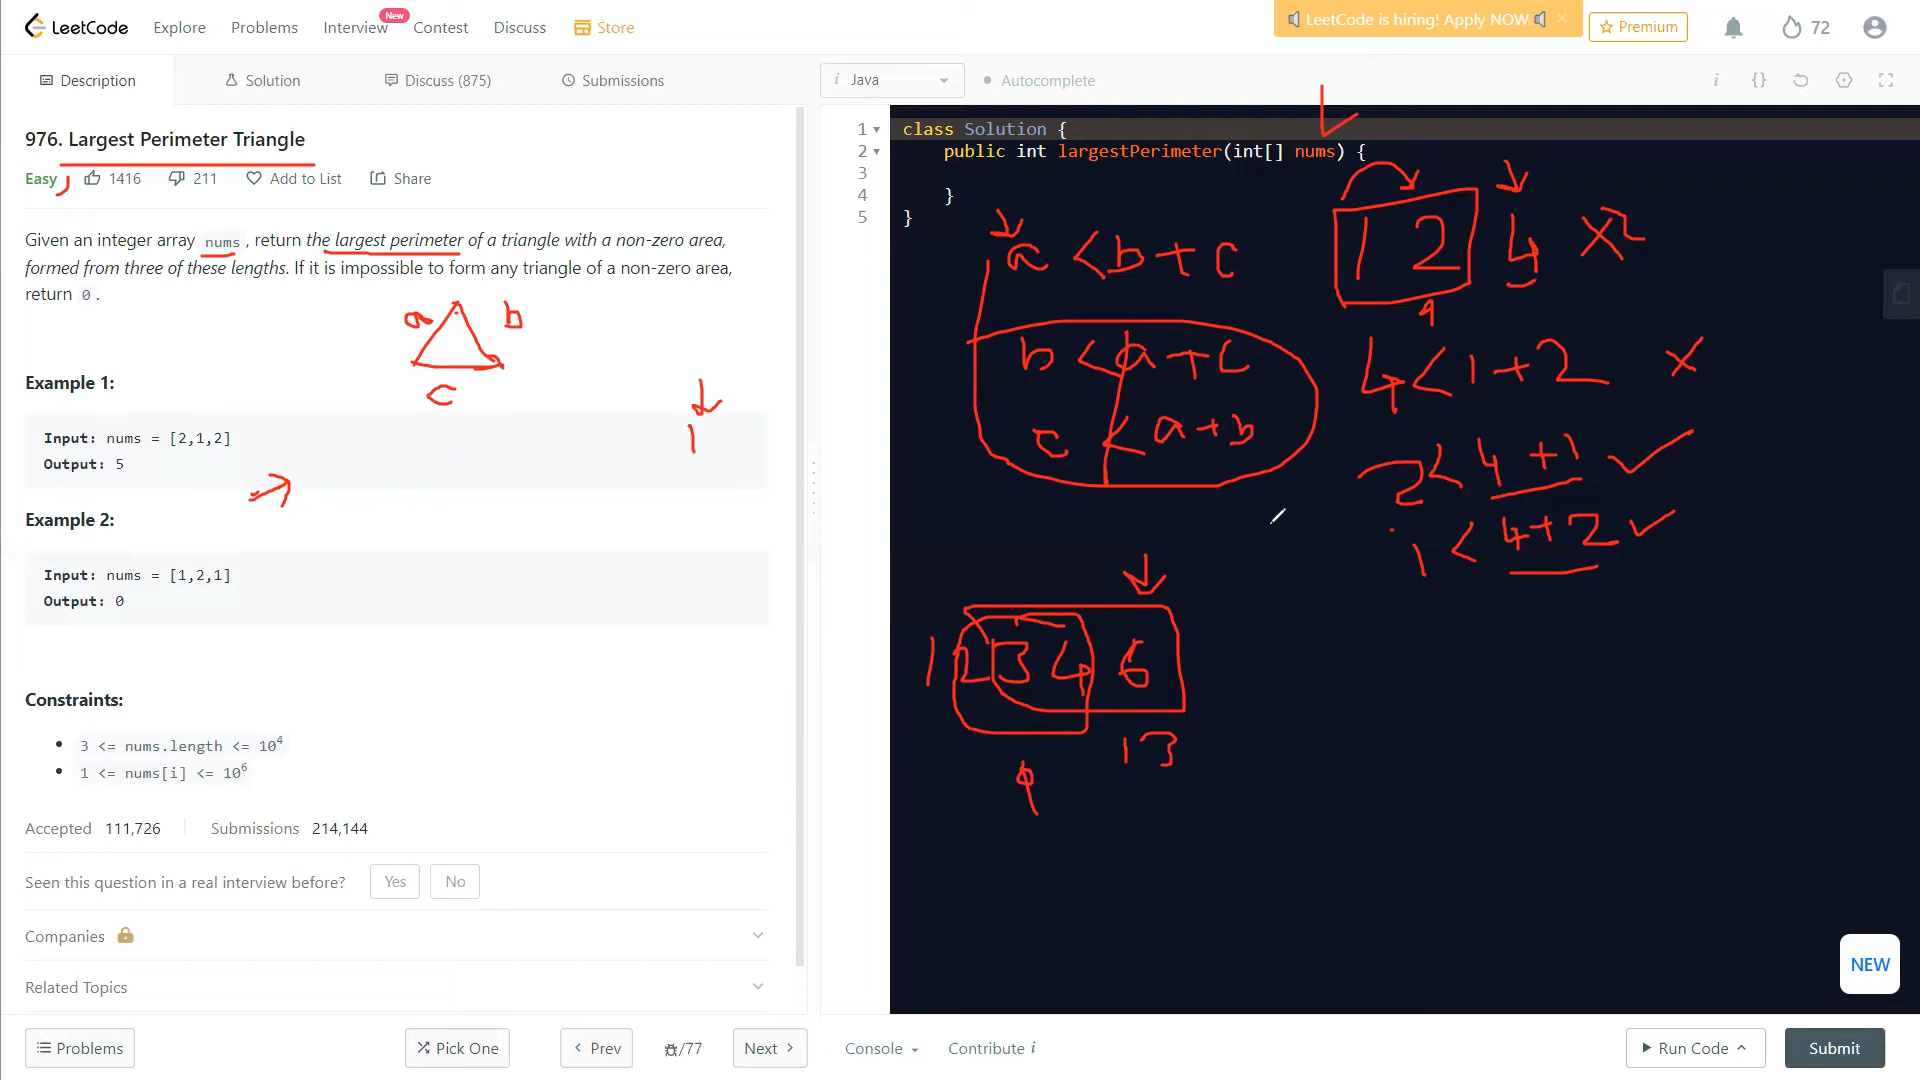 LeetCode Explore Problems Interview New Contest Discuss Store LeetCode is hiring! Apply NOW. × Premium 72
Description Solution Discuss (875) Submissions
i Java Autocomplete
976. Largest Perimeter Triangle
Easy 1416 211 Add to List Share
Given an integer array nums, return the largest perimeter of a triangle with a non-zero area,
formed from three of these lengths. If it is impossible to form any triangle of a non-zero area,
return 0.
a b
c
Example 1:
Input: nums = [2,1,2]
Output: 5
1
Example 2:
Input: nums = [1,2,1]
Output: 0
Constraints:
3 <= nums.length <= 10^4
1 <= nums[i] <= 10^6
Accepted 111,726 Submissions 214,144
Seen this question in a real interview before? Yes No
Companies
Related Topics
Problems Pick One < Prev /77 Next >
1 class Solution {
2 public int largestPerimeter(int[] nums) {
3
4 }
5 }
a < b + c
b < a + c
c < a + b
1 2 4
4 < 1 + 2 ×
2 < 4 + 1 ✓
1 < 4 + 2 ✓
1 2 3 4 6
9 13
NEW
Console Contribute i Run Code Submit